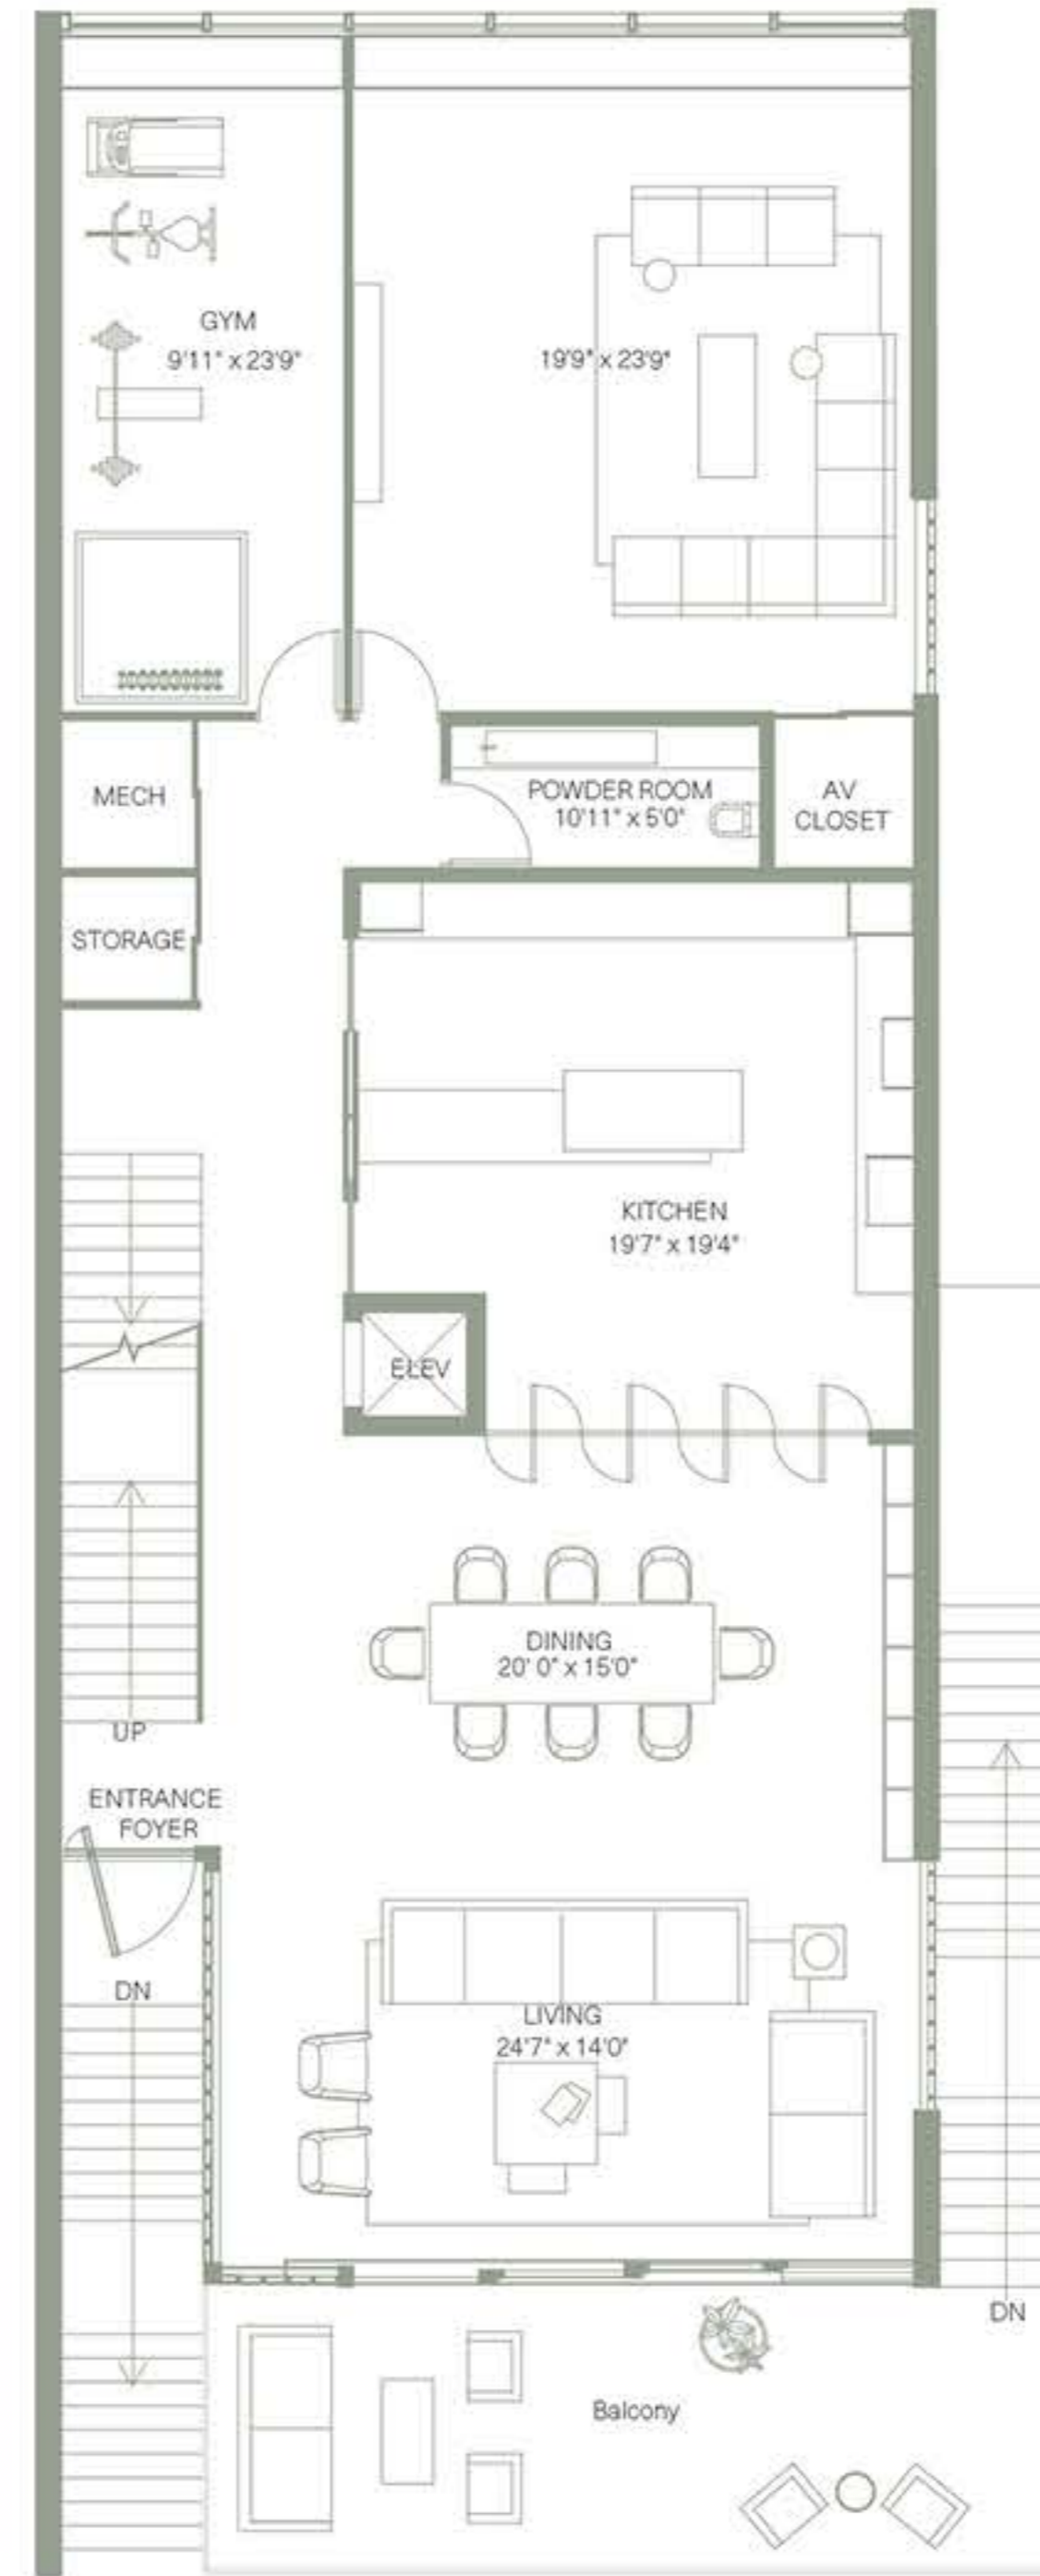 GYM
9'11" x 23'9"
19'9" x 23'9"
MECH
POWDER ROOM
10'11" x 5'0"
AV
CLOSET
STORAGE
KITCHEN
19'7" x 19'4"
ELEV
DINING
20' 0" x 15'0"
UP
ENTRANCE
FOYER
DN
LIVING
24'7" x 14'0"
DN
Balcony